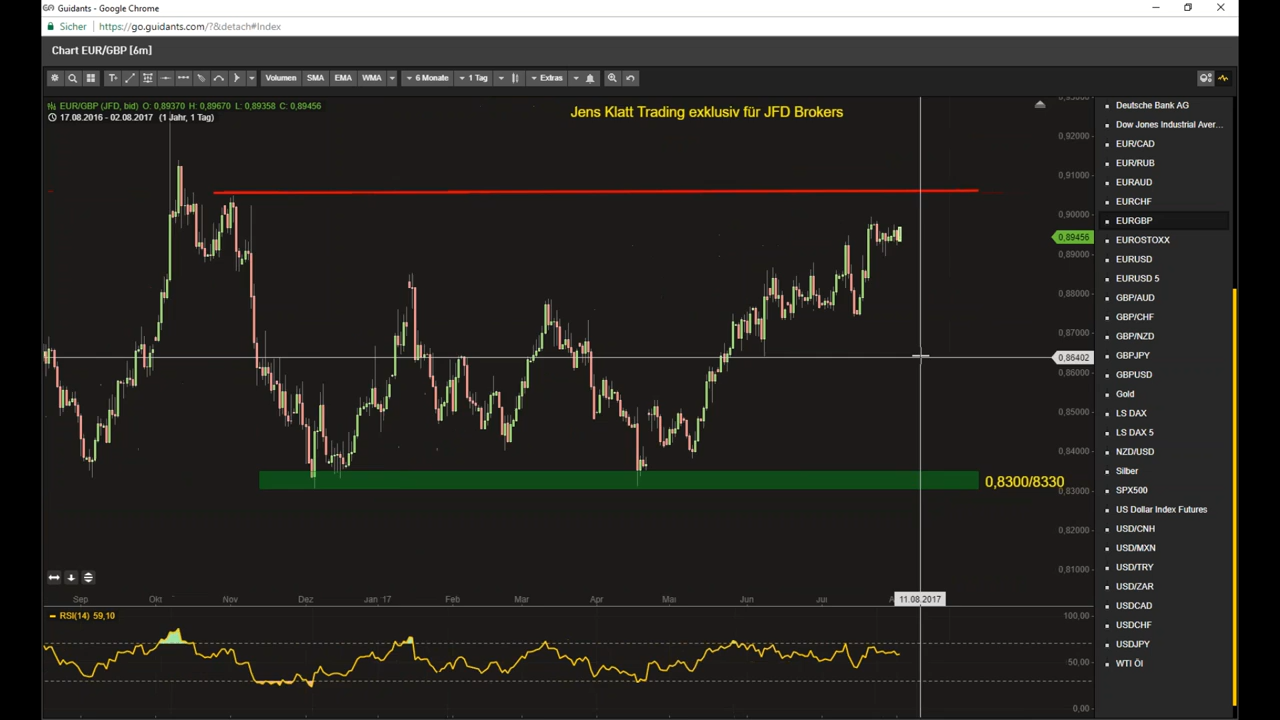 Guidants - Google Chrome
Sicher https://go.guidants.com/?&detach#Index
Chart EUR/GBP [6m]
Volumen SMA EMA WMA 6 Monate 1 Tag Extras
EUR/GBP (JFD, bid) O: 0,89370 H: 0,89670 L: 0,89358 C: 0,89456
17.08.2016 - 02.08.2017 (1 Jahr, 1 Tag)
Jens Klatt Trading exklusiv für JFD Brokers
0,92000
0,91000
0,90000
0,89456
0,89000
0,88000
0,87000
0,86402
0,86000
0,85000
0,84000
0,8300/8330
0,83000
0,82000
0,81000
Sep Okt Nov Dez Jan '17 Feb Mar Apr Mai Jun Jul 11.08.2017
RSI(14) 59,10
100,00
50,00
0,00
Deutsche Bank AG
Dow Jones Industrial Aver...
EUR/CAD
EUR/RUB
EURAUD
EURCHF
EURGBP
EUROSTOXX
EURUSD
EURUSD 5
GBP/AUD
GBP/CHF
GBP/NZD
GBPJPY
GBPUSD
Gold
LS DAX
LS DAX 5
NZD/USD
Silber
SPX500
US Dollar Index Futures
USD/CNH
USD/MXN
USD/TRY
USD/ZAR
USDCAD
USDCHF
USDJPY
WTI Öl